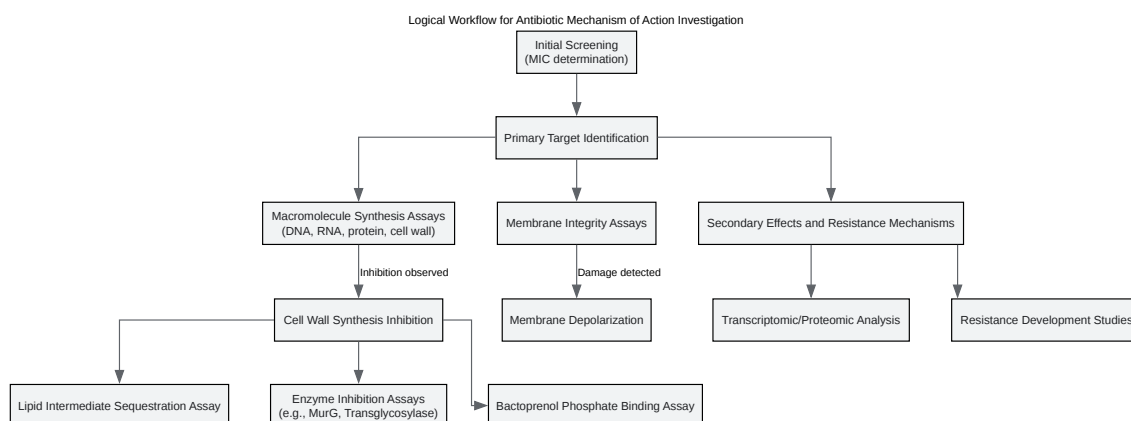 Logical Workflow for Antibiotic Mechanism of Action Investigation
Initial Screening
(MIC determination)
Primary Target Identification
Macromolecule Synthesis Assays
(DNA, RNA, protein, cell wall)
Membrane Integrity Assays
Secondary Effects and Resistance Mechanisms
Inhibition observed
Damage detected
Cell Wall Synthesis Inhibition
Membrane Depolarization
Transcriptomic/Proteomic Analysis
Resistance Development Studies
Lipid Intermediate Sequestration Assay
Enzyme Inhibition Assays
(e.g., MurG, Transglycosylase)
Bactoprenol Phosphate Binding Assay